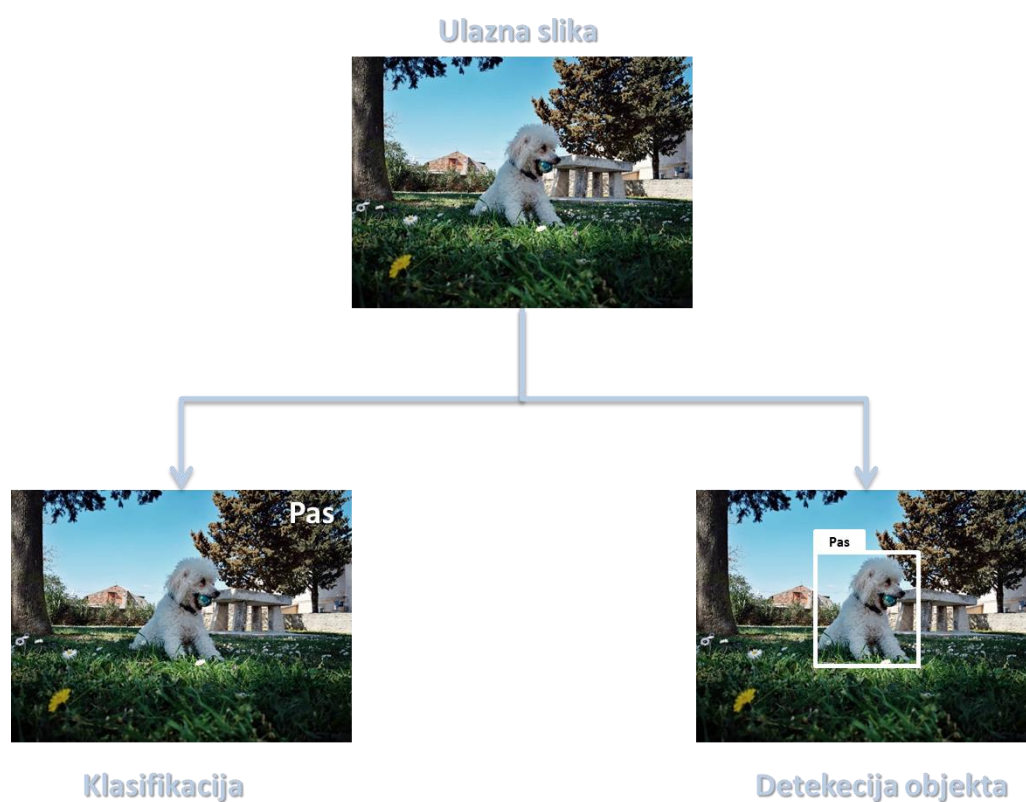 Ulazna slika
Pas
Pas
Klasifikacija
Detekecija objekta